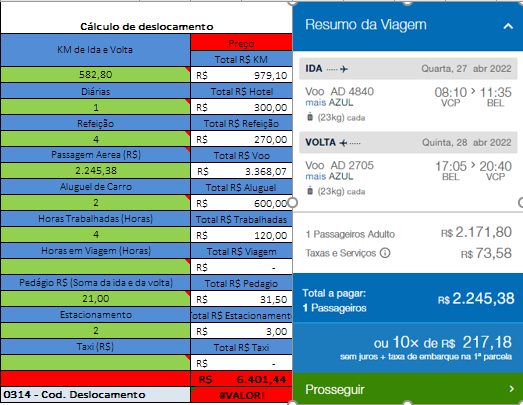 Cálculo de deslocamento
KM de Ida e Volta
Preço
Total R$ KM
582,80
R$ 979,10
Diárias
Total R$ Hotel
1
R$ 300,00
Refeição
Total R$ Refeição
4
R$ 270,00
Passagem Aerea (R$)
Total R$ Voo
2.245,38
R$ 3.368,07
Aluguel de Carro
Total R$ Aluguel
2
R$ 600,00
Horas Trabalhadas (Horas)
Total R$ Trabalhadas
4
R$ 120,00
Horas em Viagem (Horas)
Total R$ Viagem
R$ -
Pedágio R$ (Soma da ida e da volta)
Total R$ Pedagio
21,00
R$ 31,50
Estacionamento
Total R$ Estacionamento
2
R$ 3,00
Taxi (R$)
Total R$ Taxi
R$ -
R$ 6.401,44
0314 - Cod. Deslocamento
#VALOR!
Resumo da Viagem
IDA
Quarta, 27 abr 2022
Voo AD 4840
08:10 > 11:35
mais AZUL
VCP BEL
(23kg) cada
VOLTA
Quinta, 28 abr 2022
Voo AD 2705
17:05 > 20:40
mais AZUL
BEL VCP
(23kg) cada
1 Passageiros Adulto R$ 2.171,80
Taxas e Serviços R$ 73,58
Total a pagar:
R$ 2.245,38
1 Passageiros
ou 10x de R$ 217,18
sem juros + taxa de embarque na 1ª parcela
Prosseguir